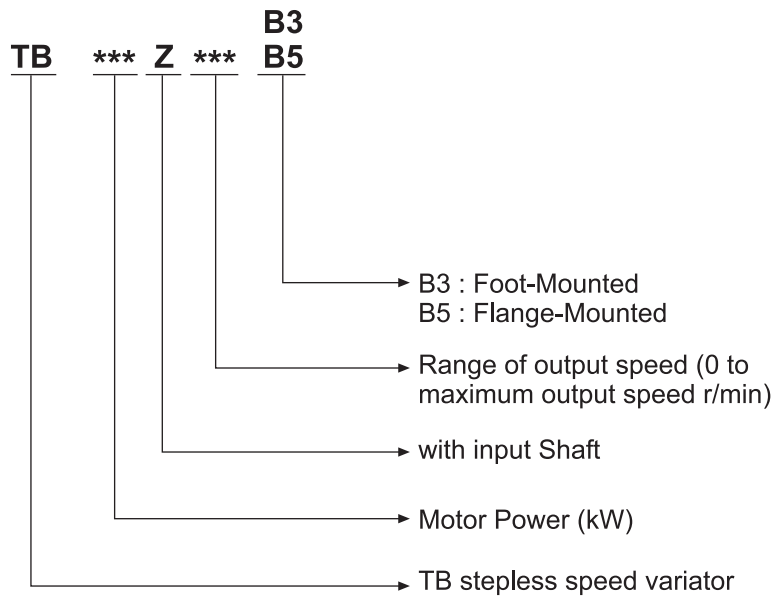 B3
TB *** Z *** B5
B3 : Foot-Mounted
B5 : Flange-Mounted
Range of output speed (0 to
maximum output speed r/min)
with input Shaft
Motor Power (kW)
TB stepless speed variator